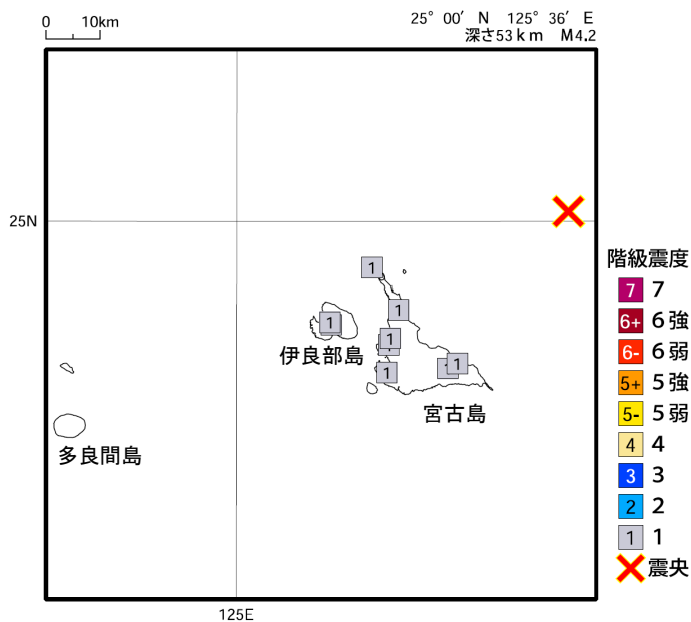 0 10km
25° 00′ N 125° 36′ E
深さ53km M4.2
25N
1
1
1
伊良部島
1
1
1
1
宮古島
多良間島
125E
階級震度
7 7
6+ 6強
6- 6弱
5+ 5強
5- 5弱
4 4
3 3
2 2
1 1
震央